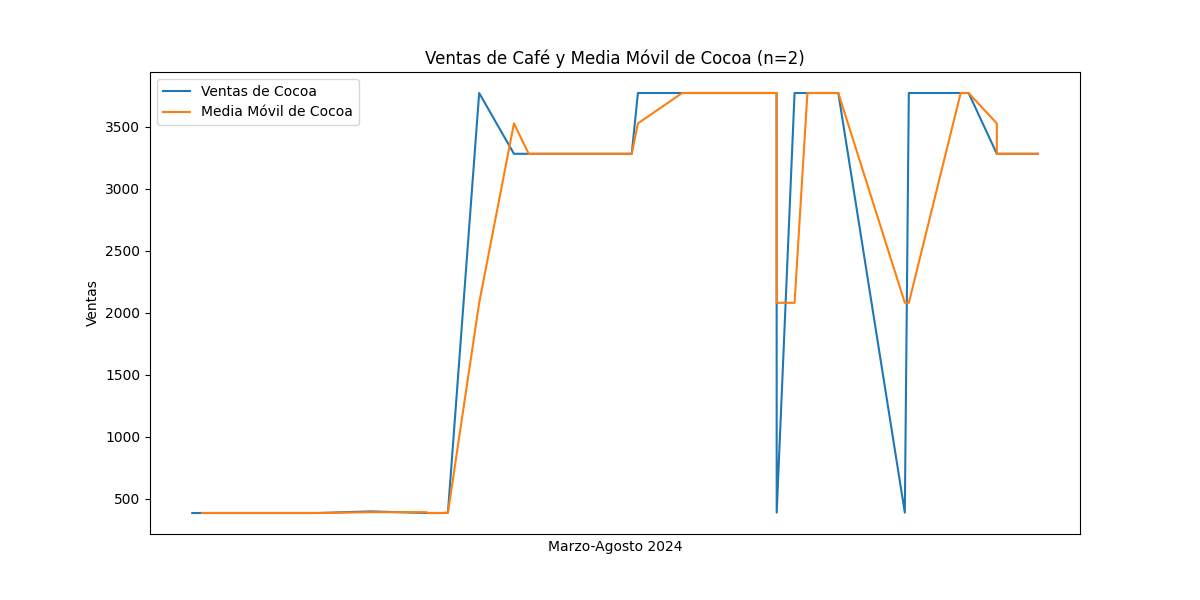 Ventas de Café y Media Móvil de Cocoa (n=2)
Ventas de Cocoa
Media Móvil de Cocoa
3500
3000
2500
2000
1500
1000
500
Ventas
Marzo-Agosto 2024